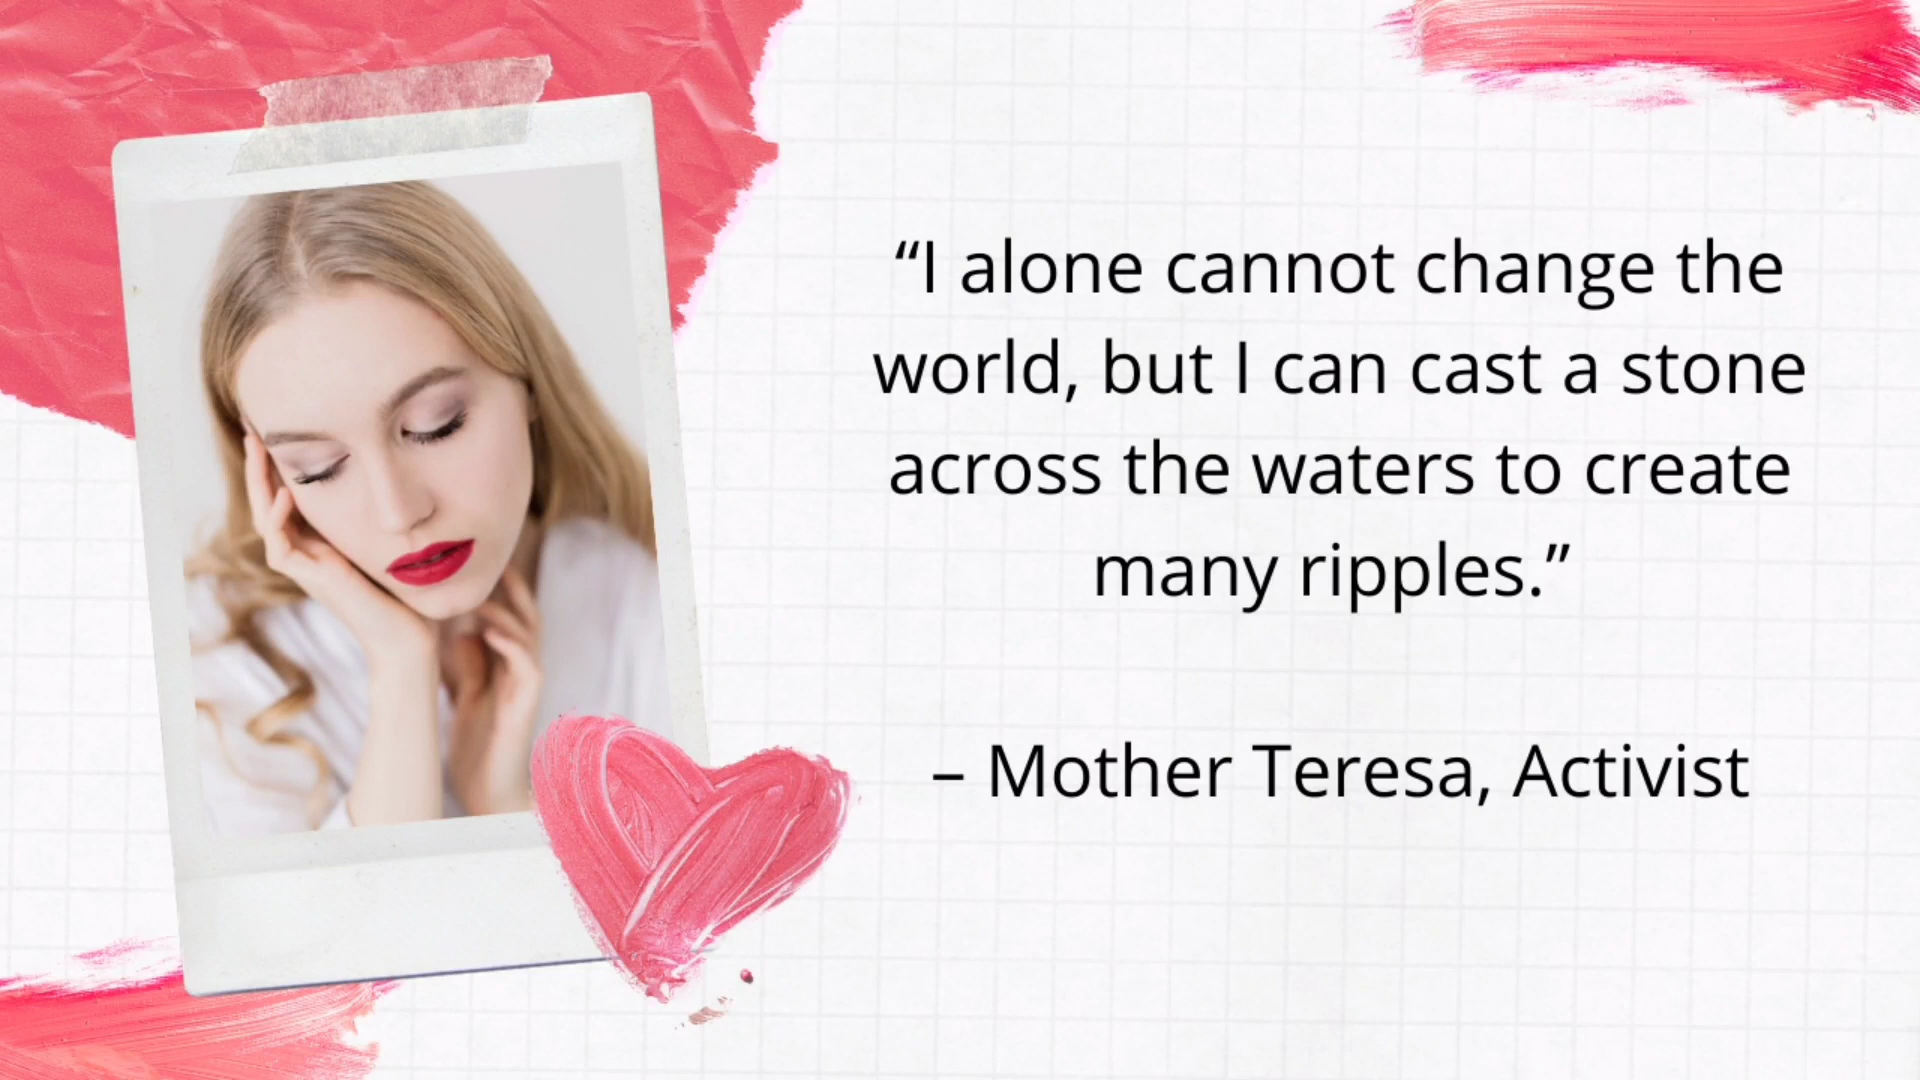 “I alone cannot change the
world, but I can cast a stone
across the waters to create
many ripples.”
– Mother Teresa, Activist